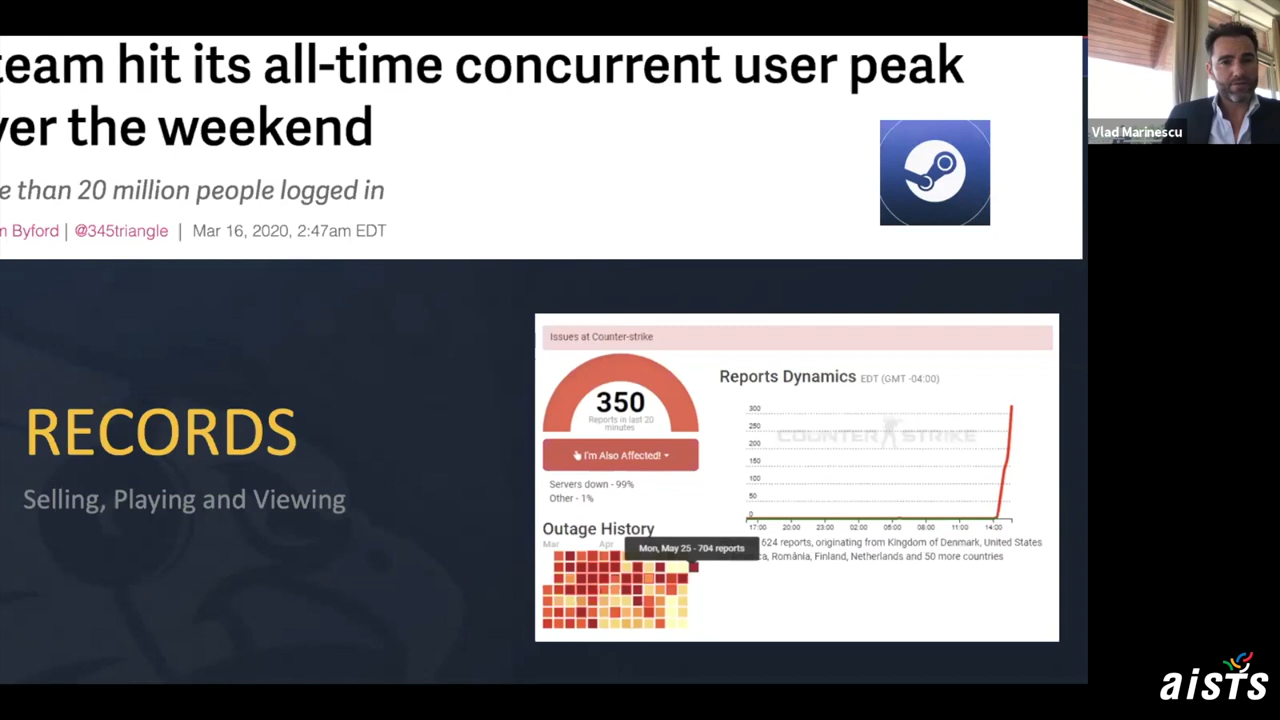 team hit its all-time concurrent user peak
ver the weekend
e than 20 million people logged in
n Byford | @345triangle | Mar 16, 2020, 2:47am EDT
Vlad Marinescu
RECORDS
Selling, Playing and Viewing
Issues at Counter-strike
350
Reports in last 20
minutes
I'm Also Affected!
Servers down - 99%
Other - 1%
Outage History
Mar Apr
Mon, May 25 - 704 reports
Reports Dynamics EDT (GMT -04:00)
COUNTER STRIKE
300
250
200
150
100
50
0
17:00 20:00 23:00 02:00 05:00 08:00 11:00 14:00
624 reports, originating from Kingdom of Denmark, United States
ca, România, Finland, Netherlands and 50 more countries
aiSTS